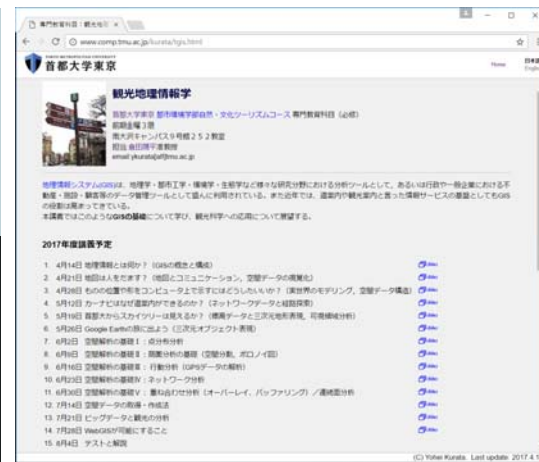 専門教育科目：観光地理
www.comp.tmu.ac.jp/kurata/tgis.html
TOKYO METROPOLITAN UNIVERSITY
首都大学東京
Home
日本語
English
観光地理情報学
首都大学東京 都市環境学部自然・文化ツーリズムコース 専門教育科目（必修）
前期金曜3限
南大沢キャンパス9号館252教室
担当 倉田陽平准教授
email ykurata[at]tmu.ac.jp
地理情報システム(GIS)は、地理学・都市工学・環境学・生態学など様々な研究分野における分析ツールとして、あるいは行政や一般企業における不
動産・施設・顧客等のデータ管理ツールとして盛んに利用されている。また近年では、道案内や観光案内と言った情報サービスの基盤としてもGIS
の役割は高まってきている。
本講義ではこのようなGISの基礎について学び、観光科学への応用について展望する。
2017年度講義予定
1. 4月14日 地理情報とは何か？（GISの概念と構成）
2. 4月21日 地図は人をだます？（地図とコミュニケーション、空間データの視覚化）
3. 4月28日 ものの位置や形をコンピュータ上で示すにはどうしたらいいか？（実世界のモデリング、空間データ構造）
4. 5月12日 カーナビはなぜ道案内ができるのか？（ネットワークデータと経路探索）
5. 5月19日 首都大からスカイツリーは見えるか？（標高データと三次元地形表現、可視領域分析）
6. 5月26日 Google Earthの旅に出よう（三次元オブジェクト表現）
7. 6月2日 空間解析の基礎Ⅰ：点分布分析
8. 6月9日 空間解析の基礎Ⅱ：領園分析の基礎（空間分割、ボロノイ図）
9. 6月16日 空間解析の基礎Ⅲ：行動分析（GPSデータの解析）
10. 6月23日 空間解析の基礎Ⅳ：ネットワーク分析
11. 6月30日 空間解析の基礎Ⅴ：重ね合わせ分析（オーバーレイ、バッファリング）／連続面分析
12. 7月14日 空間データの取得・作成法
13. 7月21日 ビッグデータと観光の分析
14. 7月28日 WebGISが可能にすること
15. 8月4日 テストと解説
(C) Yohei Kurata. Last update: 2017.4.1